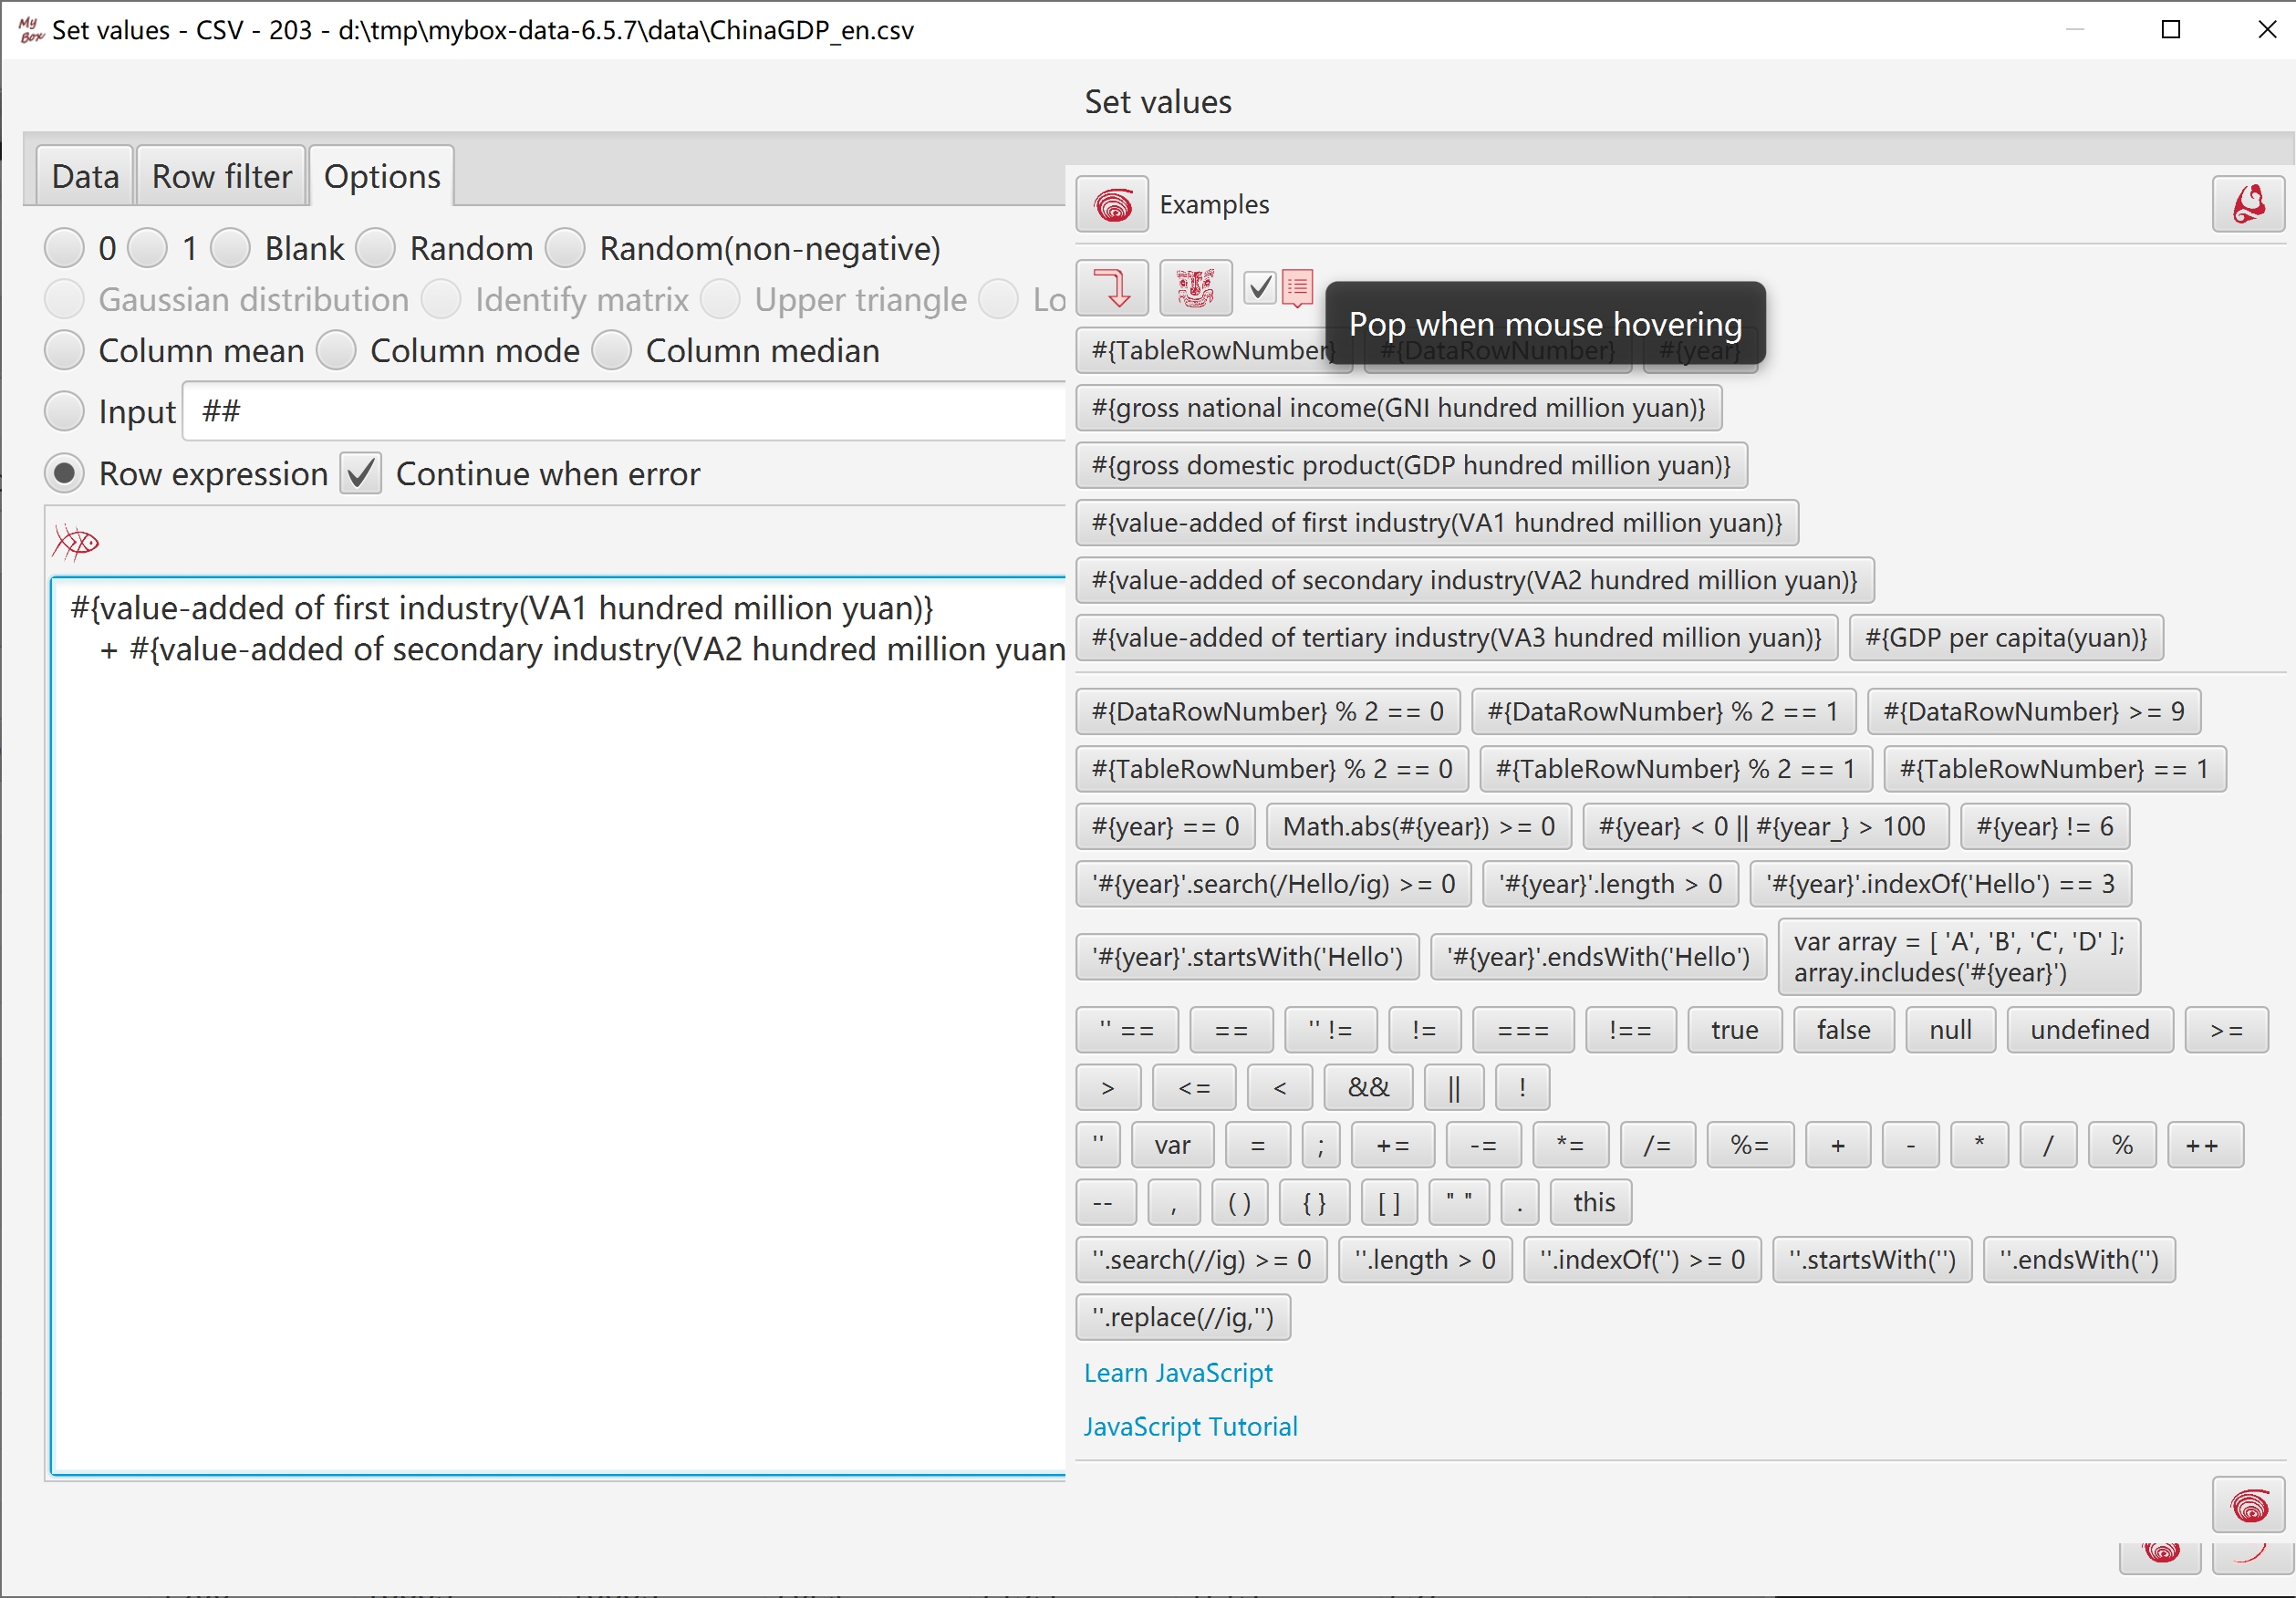 My Box Set values - CSV - 203 - d:\tmp\mybox-data-6.5.7\data\ChinaGDP_en.csv
Set values
Data Row filter Options
0 1 Blank Random Random(non-negative)
Gaussian distribution Identify matrix Upper triangle Lo
Column mean Column mode Column median
Input ##
Row expression Continue when error
#{value-added of first industry(VA1 hundred million yuan)}
+ #{value-added of secondary industry(VA2 hundred million yuan
Examples
Pop when mouse hovering
#{TableRowNumber} #{DataRowNumber} #{year}
#{gross national income(GNI hundred million yuan)}
#{gross domestic product(GDP hundred million yuan)}
#{value-added of first industry(VA1 hundred million yuan)}
#{value-added of secondary industry(VA2 hundred million yuan)}
#{value-added of tertiary industry(VA3 hundred million yuan)} #{GDP per capita(yuan)}
#{DataRowNumber} % 2 == 0 #{DataRowNumber} % 2 == 1 #{DataRowNumber} >= 9
#{TableRowNumber} % 2 == 0 #{TableRowNumber} % 2 == 1 #{TableRowNumber} == 1
#{year} == 0 Math.abs(#{year}) >= 0 #{year} < 0 || #{year_} > 100 #{year} != 6
'#{year}'.search(/Hello/ig) >= 0 '#{year}'.length > 0 '#{year}'.indexOf('Hello') == 3
'#{year}'.startsWith('Hello') '#{year}'.endsWith('Hello') var array = [ 'A', 'B', 'C', 'D' ];
array.includes('#{year}')
'' == == '' != != === !== true false null undefined >=
> <= < && || !
'' var = ; += -= *= /= %= + - * / % ++
-- , ( ) { } [ ] " " . this
''.search(//ig) >= 0 ''.length > 0 ''.indexOf('') >= 0 ''.startsWith('') ''.endsWith('')
''.replace(//ig,'')
Learn JavaScript
JavaScript Tutorial